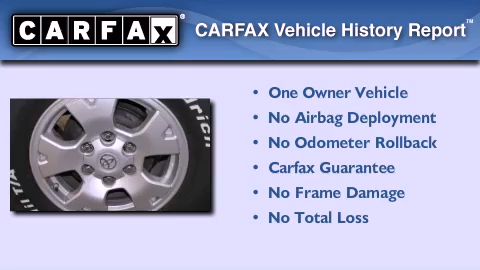 CARFAX®
CARFAX Vehicle History Report™
• One Owner Vehicle
• No Airbag Deployment
• No Odometer Rollback
• Carfax Guarantee
• No Frame Damage
• No Total Loss
drich
T/A